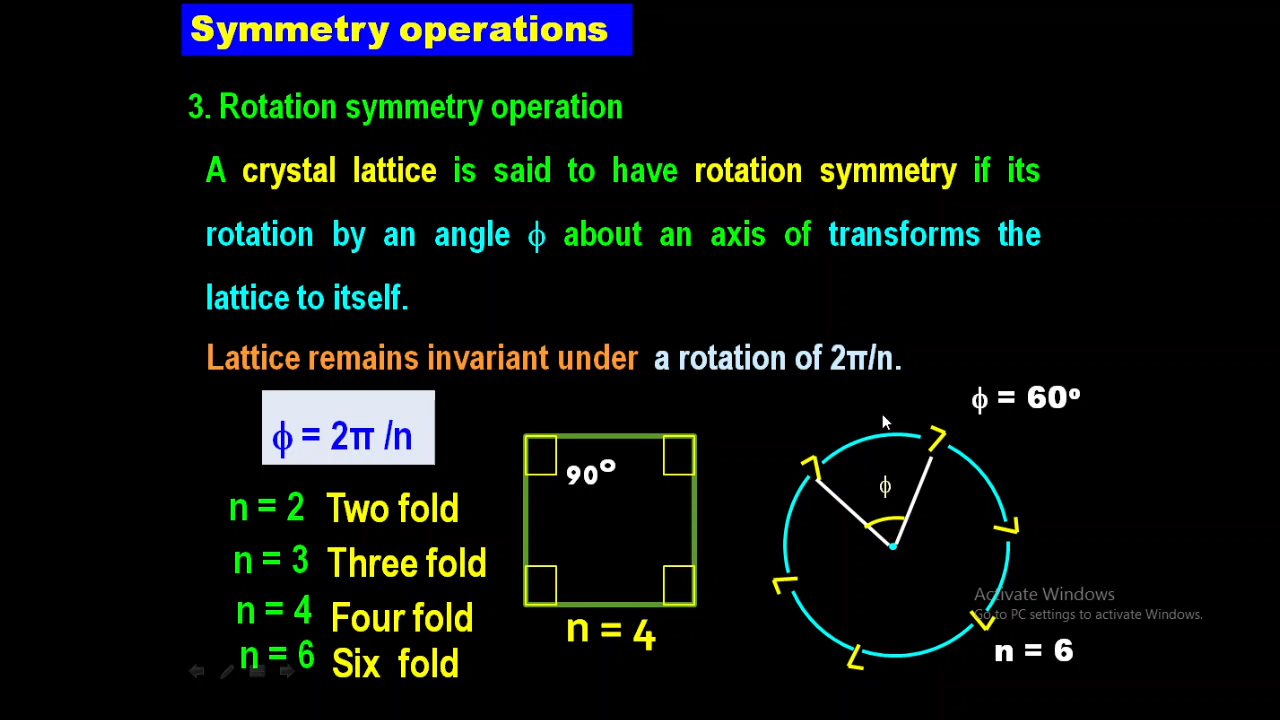 Symmetry operations
3. Rotation symmetry operation
A crystal lattice is said to have rotation symmetry if its
rotation by an angle ϕ about an axis of transforms the
lattice to itself.
Lattice remains invariant under a rotation of 2π/n.
ϕ = 60º
ϕ = 2π /n
90º
ϕ
n = 2 Two fold
n = 3 Three fold
n = 4 Four fold
n = 6 Six fold
n = 4
n = 6
Activate Windows
Go to PC settings to activate Windows.